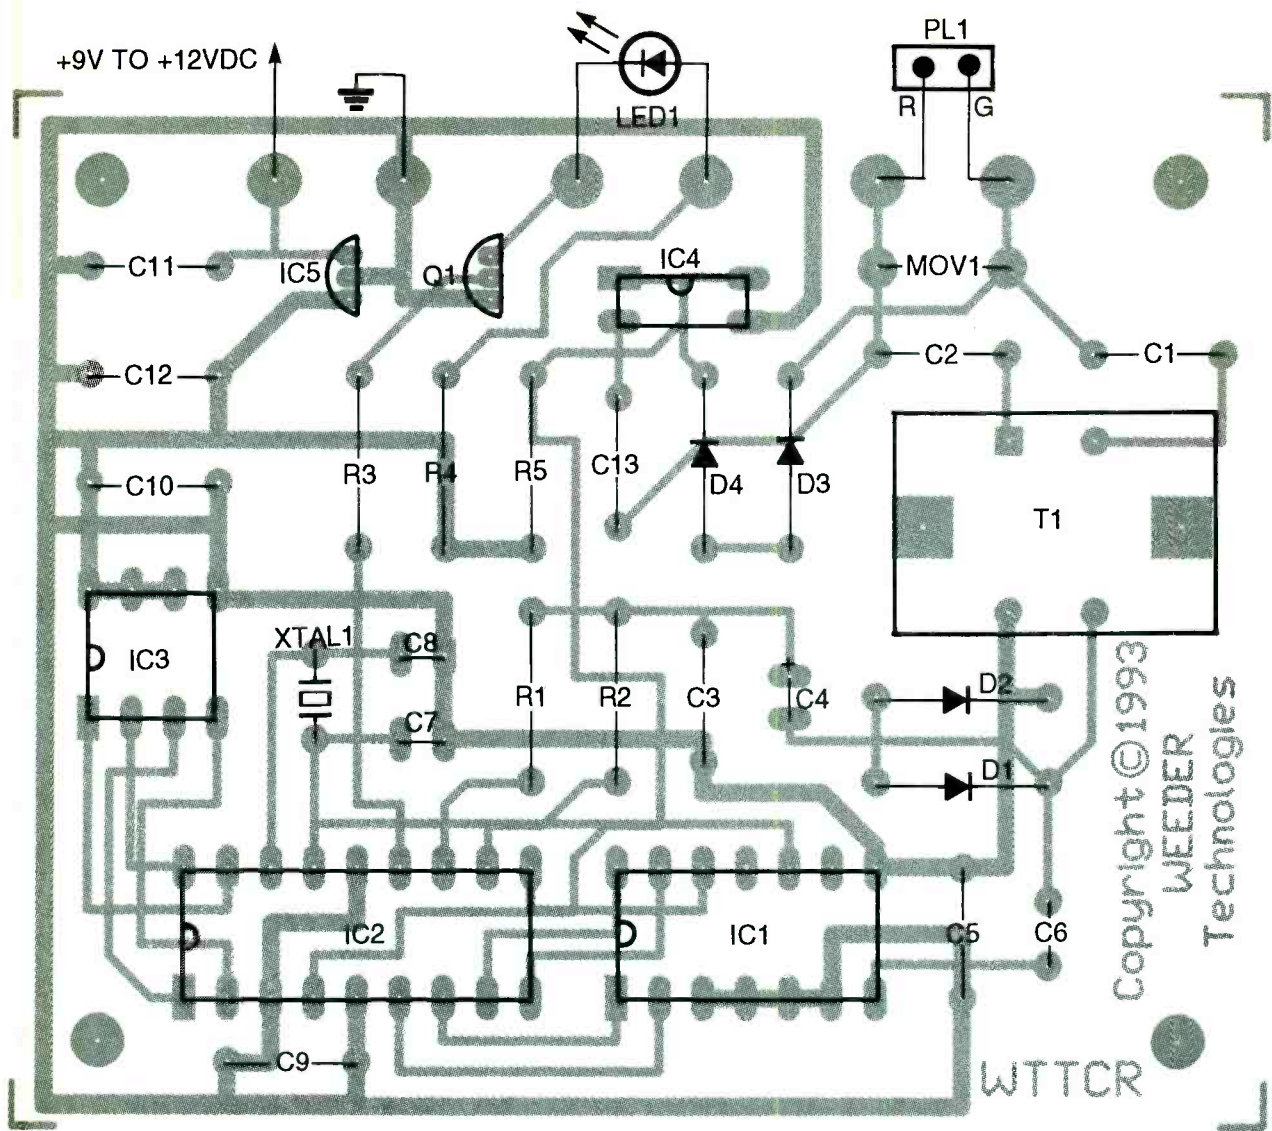 PL1
+9V TO +12VDC
R G
LED1
IC4
C11 IC5 Q1 MOV1
C12 C2 C1
C10 R3 R4 R5 C13 D4 D3
T1
XTAL1 C8
IC3
R1 R2 C3 C4 D2
C7
D1
IC2 IC1 C5 C6
C9
Copyright © 1993
WEEDER
Technologies
WTTCR